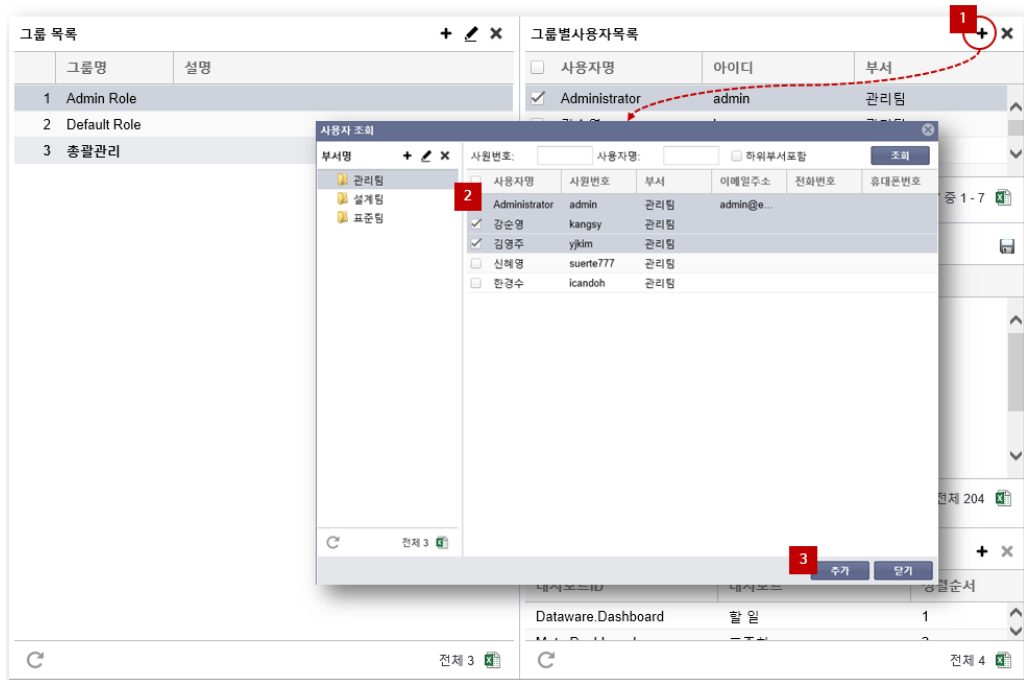 그룹 목록
그룹명 설명
1 Admin Role
2 Default Role
3 총괄관리
전체 3
그룹별사용자목록
1
사용자명 아이디 부서
Administrator admin 관리팀
중 1 - 7
전체 204
Dataware.Dashboard 할 일 1
전체 4
사용자 조회
부서명
관리팀
설계팀
표준팀
전체 3
사원번호: 사용자명: 하위부서포함 조회
사용자명 사원번호 부서 이메일주소 전화번호 휴대폰번호
2
Administrator admin 관리팀 admin@e...
강순영 kangsy 관리팀
김영주 yjkim 관리팀
신혜영 suerte777 관리팀
한경수 icandoh 관리팀
3
추가 닫기